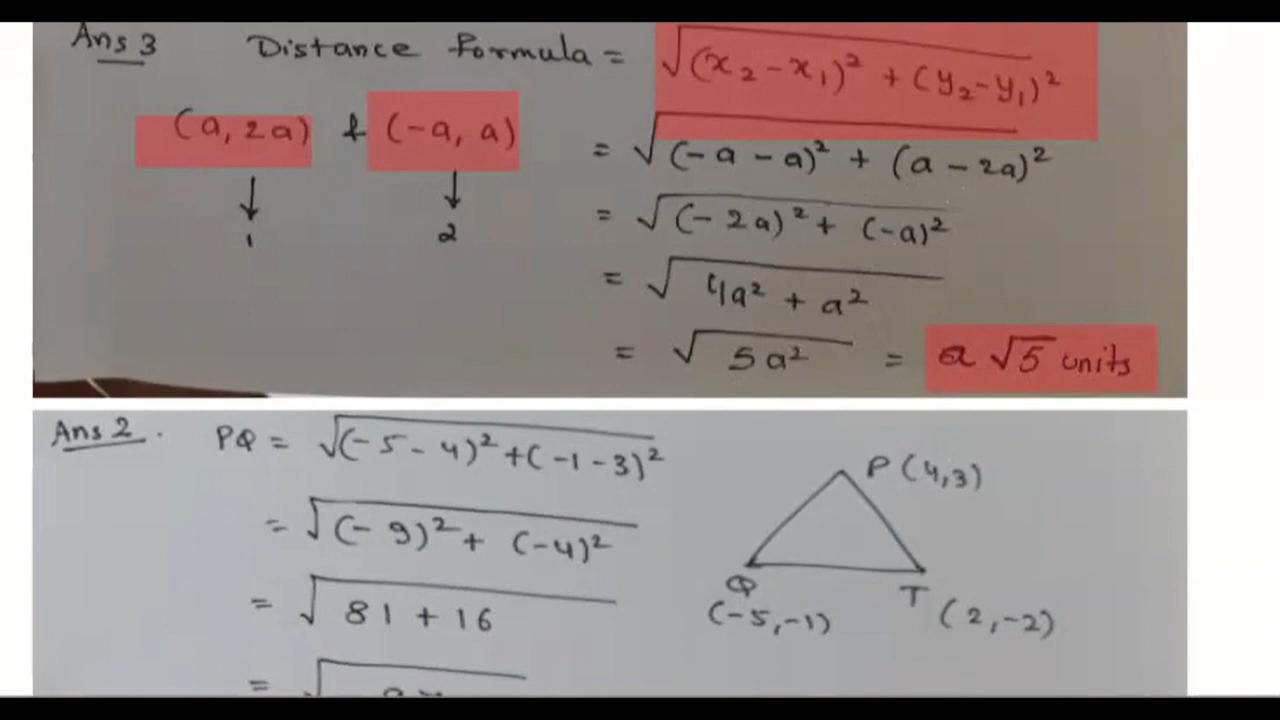 Ans 3 Distance formula = √(x₂-x₁)² + (y₂-y₁)²
(a, 2a) & (-a, a)
= √(-a-a)² + (a-2a)²
↓ ↓
1 2
= √(-2a)² + (-a)²
= √4a² + a²
= √5a² = a√5 units
Ans 2. PQ = √(-5-4)²+(-1-3)²
P(4,3)
= √(-9)² + (-4)²
Q T
(-5,-1) (2,-2)
= √81 + 16
= √